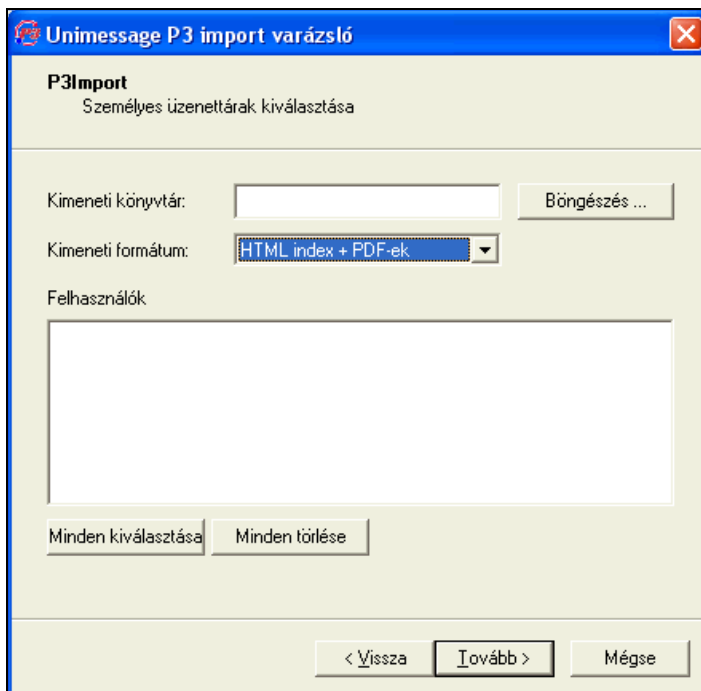 Unimessage P3 import varázsló
P3Import
Személyes üzenettárak kiválasztása
Kimeneti könyvtár:
Böngészés ...
Kimeneti formátum:
HTML index + PDF-ek
Felhasználók
Minden kiválasztása
Minden törlése
< Vissza
Tovább >
Mégse